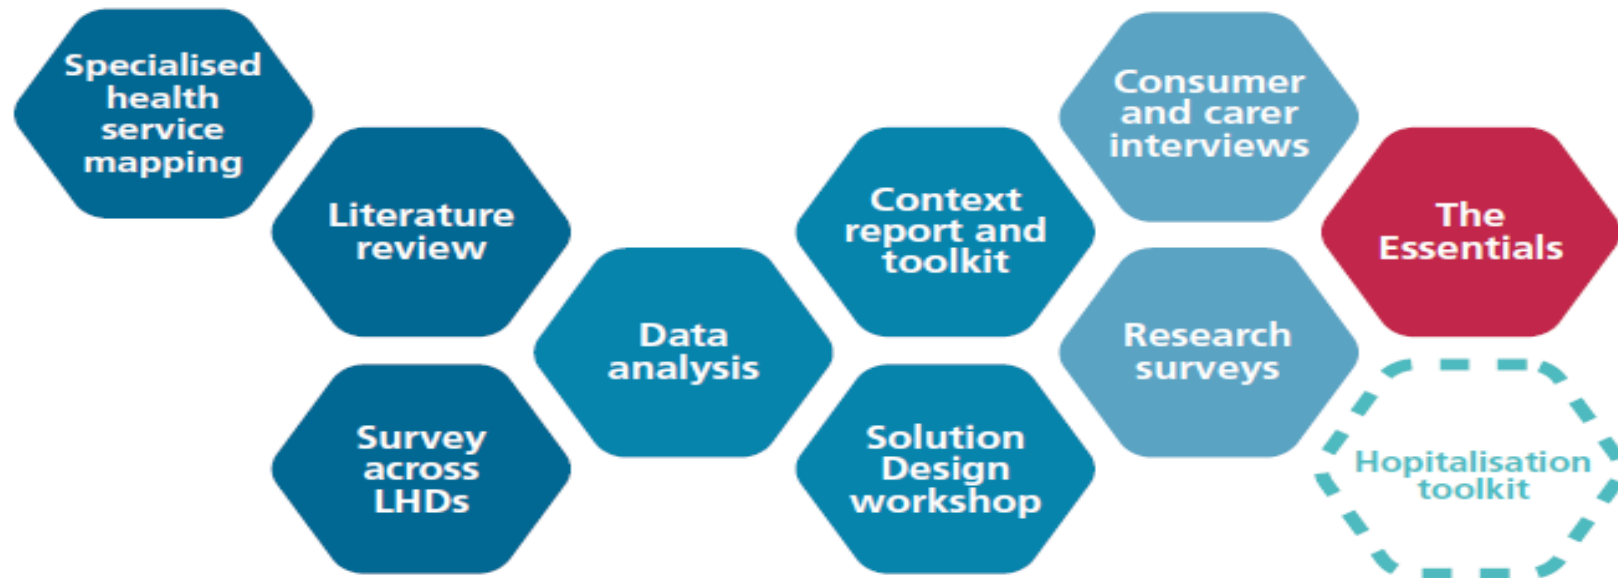 Specialised
health
service
mapping
Literature
review
Survey
across
LHDs
Data
analysis
Context
report and
toolkit
Solution
Design
workshop
Consumer
and carer
interviews
Research
surveys
The
Essentials
Hopitalisation
toolkit